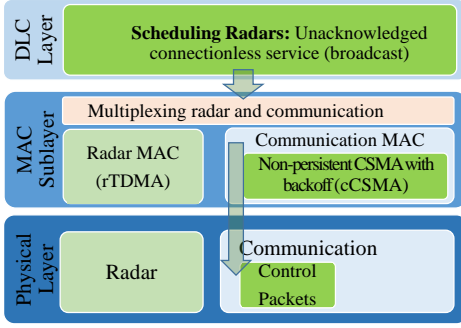 DLC
Layer
Scheduling Radars: Unacknowledged
connectionless service (broadcast)
MAC
Sublayer
Multiplexing radar and communication
Radar MAC
(rTDMA)
Communication MAC
Non-persistent CSMA with
backoff (cCSMA)
Physical
Layer
Radar
Communication
Control
Packets